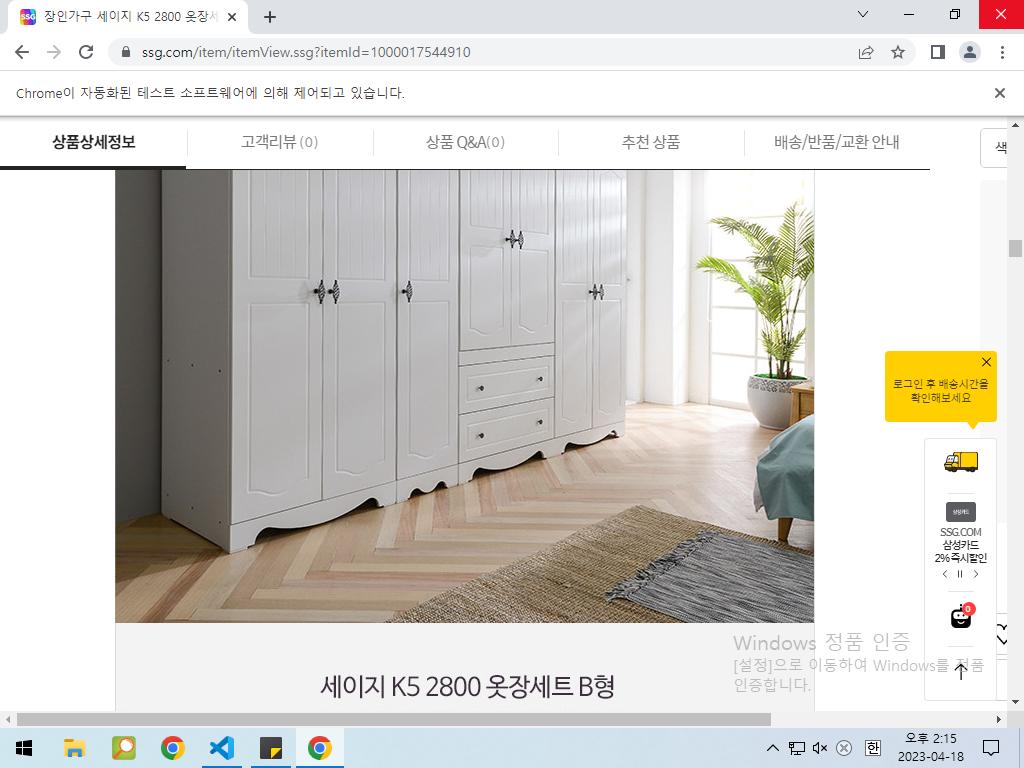 SSG
장인가구 세이지 K5 2800 옷장세
ssg.com/item/itemView.ssg?itemId=1000017544910
Chrome이 자동화된 테스트 소프트웨어에 의해 제어되고 있습니다.
상품상세정보
고객리뷰 (0)
상품 Q&A(0)
추천 상품
배송/반품/교환 안내
색
로그인 후 배송시간을
확인해보세요
삼성카드
SSG.COM
삼성카드
2% 즉시할인
0
세이지 K5 2800 옷장세트 B형
Windows 정품 인증
[설정]으로 이동하여 Windows를 정품
인증합니다.
한
오후 2:15
2023-04-18